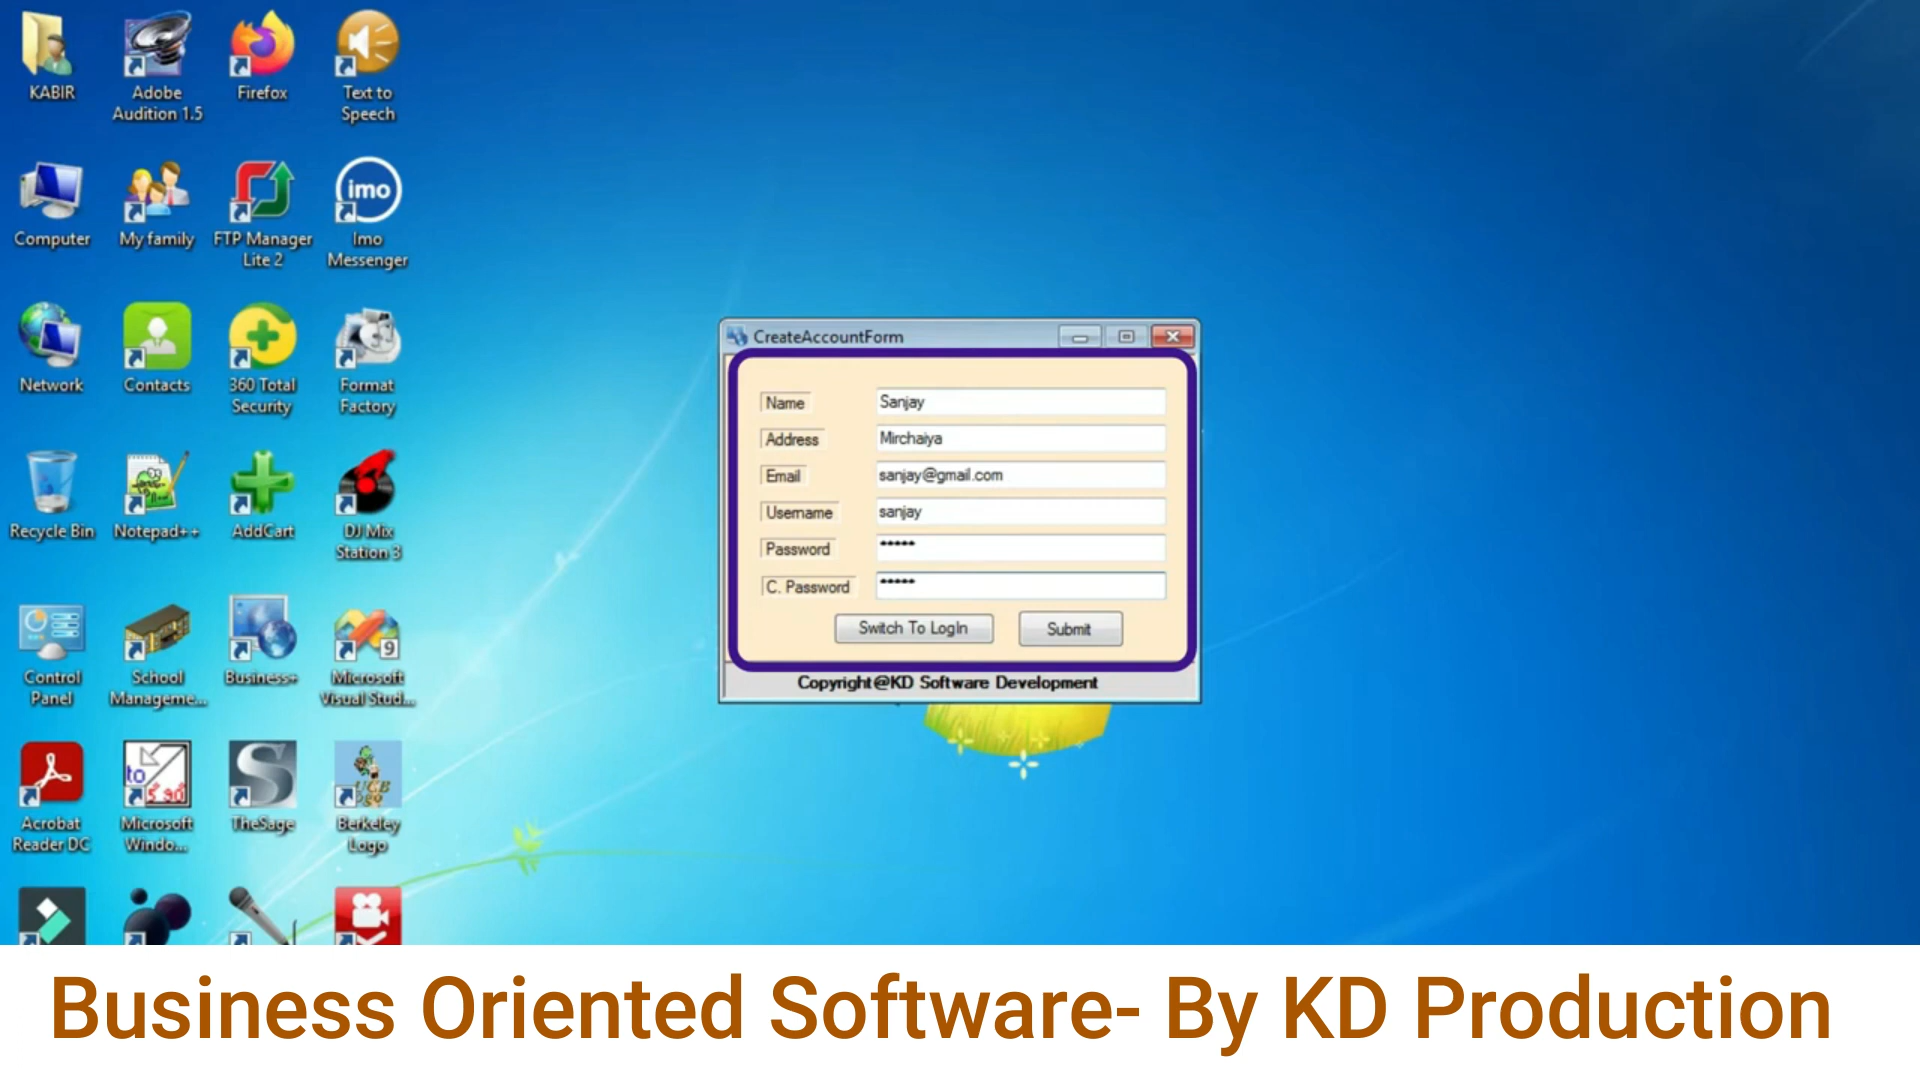 KABIR
Adobe
Audition 1.5
Firefox
Text to
Speech
Computer
My family
FTP Manager
Lite 2
imo
Imo
Messenger
Network
Contacts
360 Total
Security
Format
Factory
Recycle Bin
Notepad++
AddCart
DJ Mix
Station 3
Control
Panel
School
Manageme...
Business+
9
Microsoft
Visual Stud...
Acrobat
Reader DC
to
Microsoft
Windo...
S
TheSage
UCB
Berkeley
Logo
CreateAccountForm
Name
Sanjay
Address
Mirchaiya
Email
sanjay@gmail.com
Username
sanjay
Password
*****
C. Password
*****
Switch To LogIn
Submit
Copyright@KD Software Development
Business Oriented Software- By KD Production